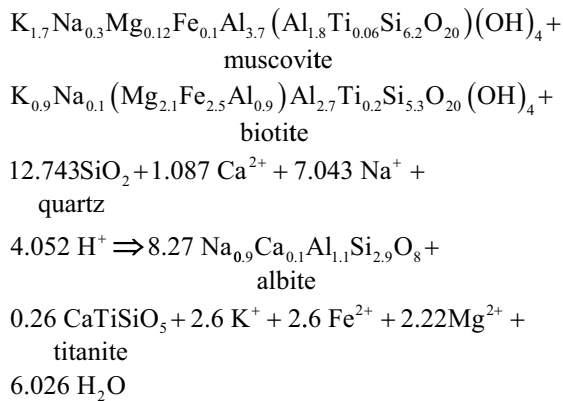 K₁.₇Na₀.₃Mg₀.₁₂Fe₀.₁Al₃.₇(Al₁.₈Ti₀.₀₆Si₆.₂O₂₀)(OH)₄+
muscovite
K₀.₉Na₀.₁(Mg₂.₁Fe₂.₅Al₀.₉)Al₂.₇Ti₀.₂Si₅.₃O₂₀(OH)₄+
biotite
12.743SiO₂+1.087 Ca²⁺ + 7.043 Na⁺ +
quartz
4.052 H⁺ ⇒ 8.27 Na₀.₉Ca₀.₁Al₁.₁Si₂.₉O₈ +
albite
0.26 CaTiSiO₅ + 2.6 K⁺ + 2.6 Fe²⁺ + 2.22Mg²⁺ +
titanite
6.026 H₂O